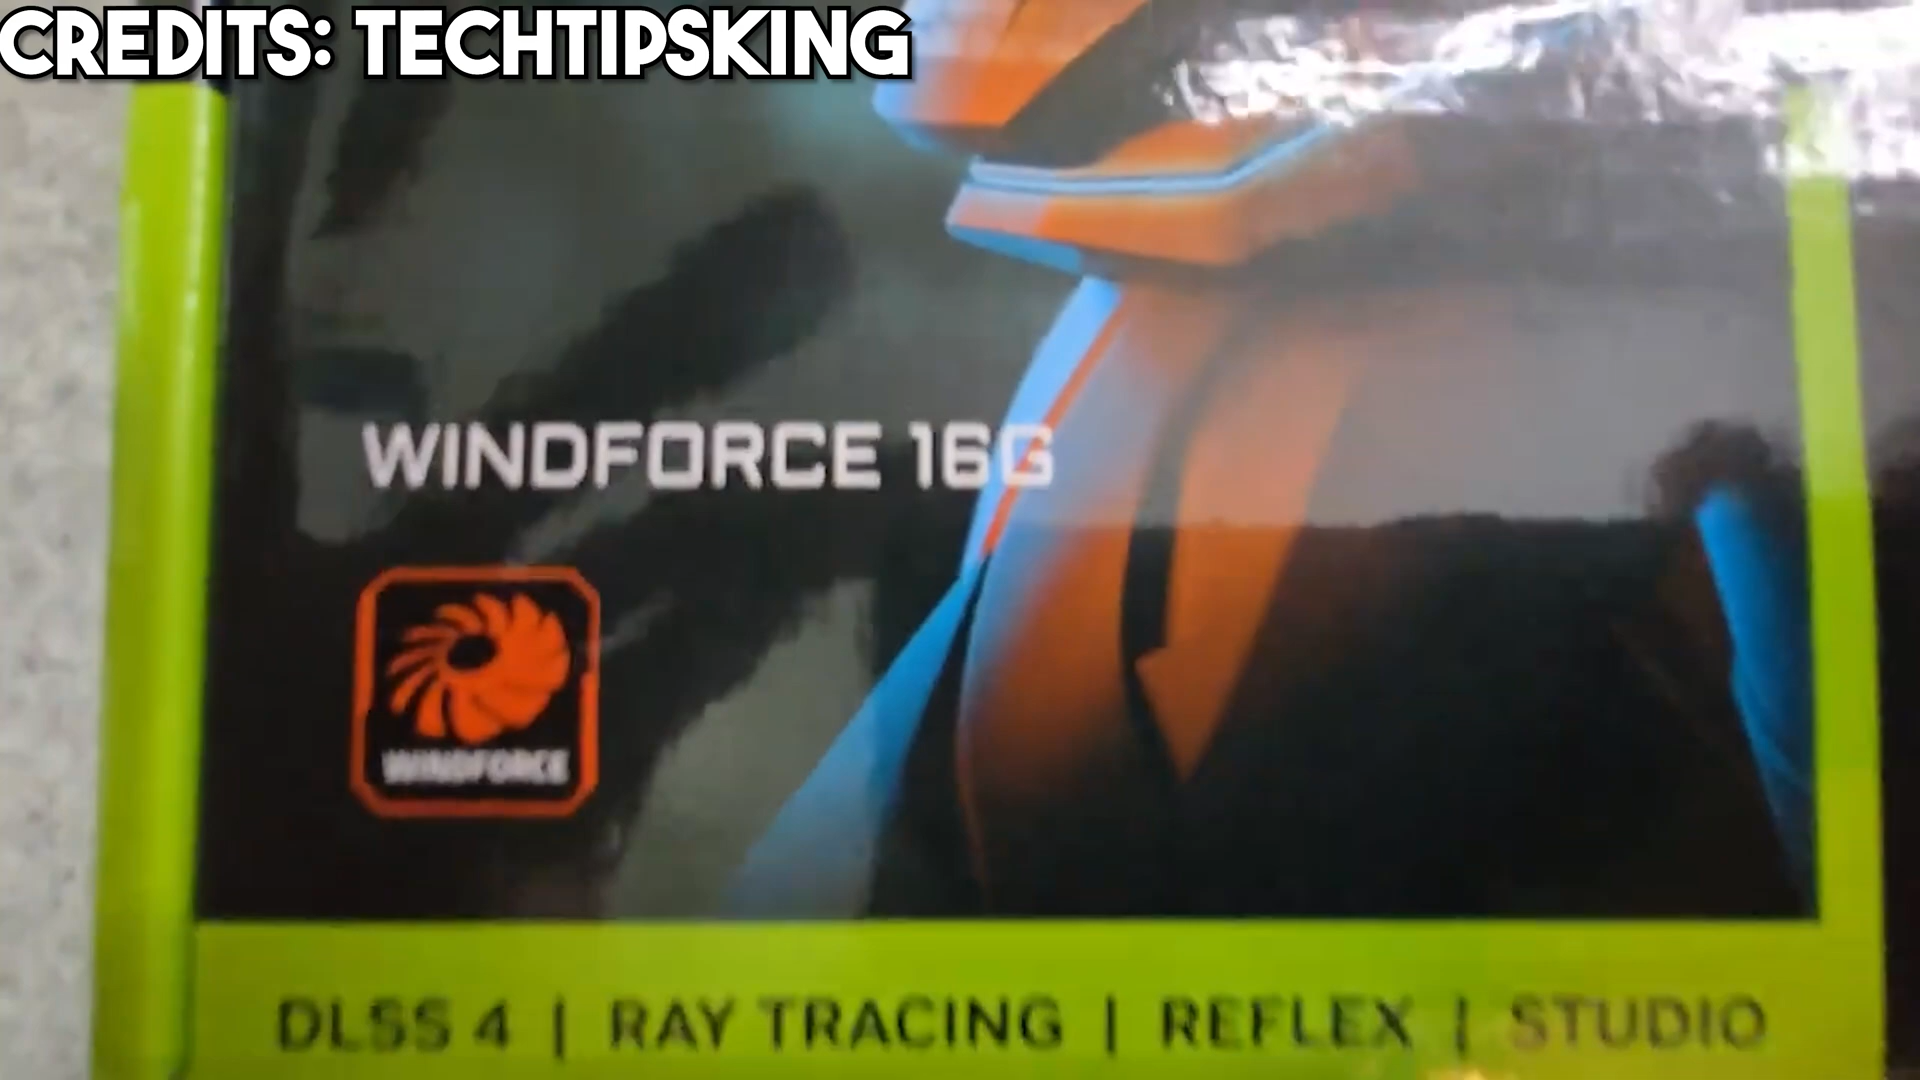 CREDITS: TECHTIPSKING
WINDFORCE 16G
WINDFORCE
DLSS 4 | RAY TRACING | REFLEX | STUDIO